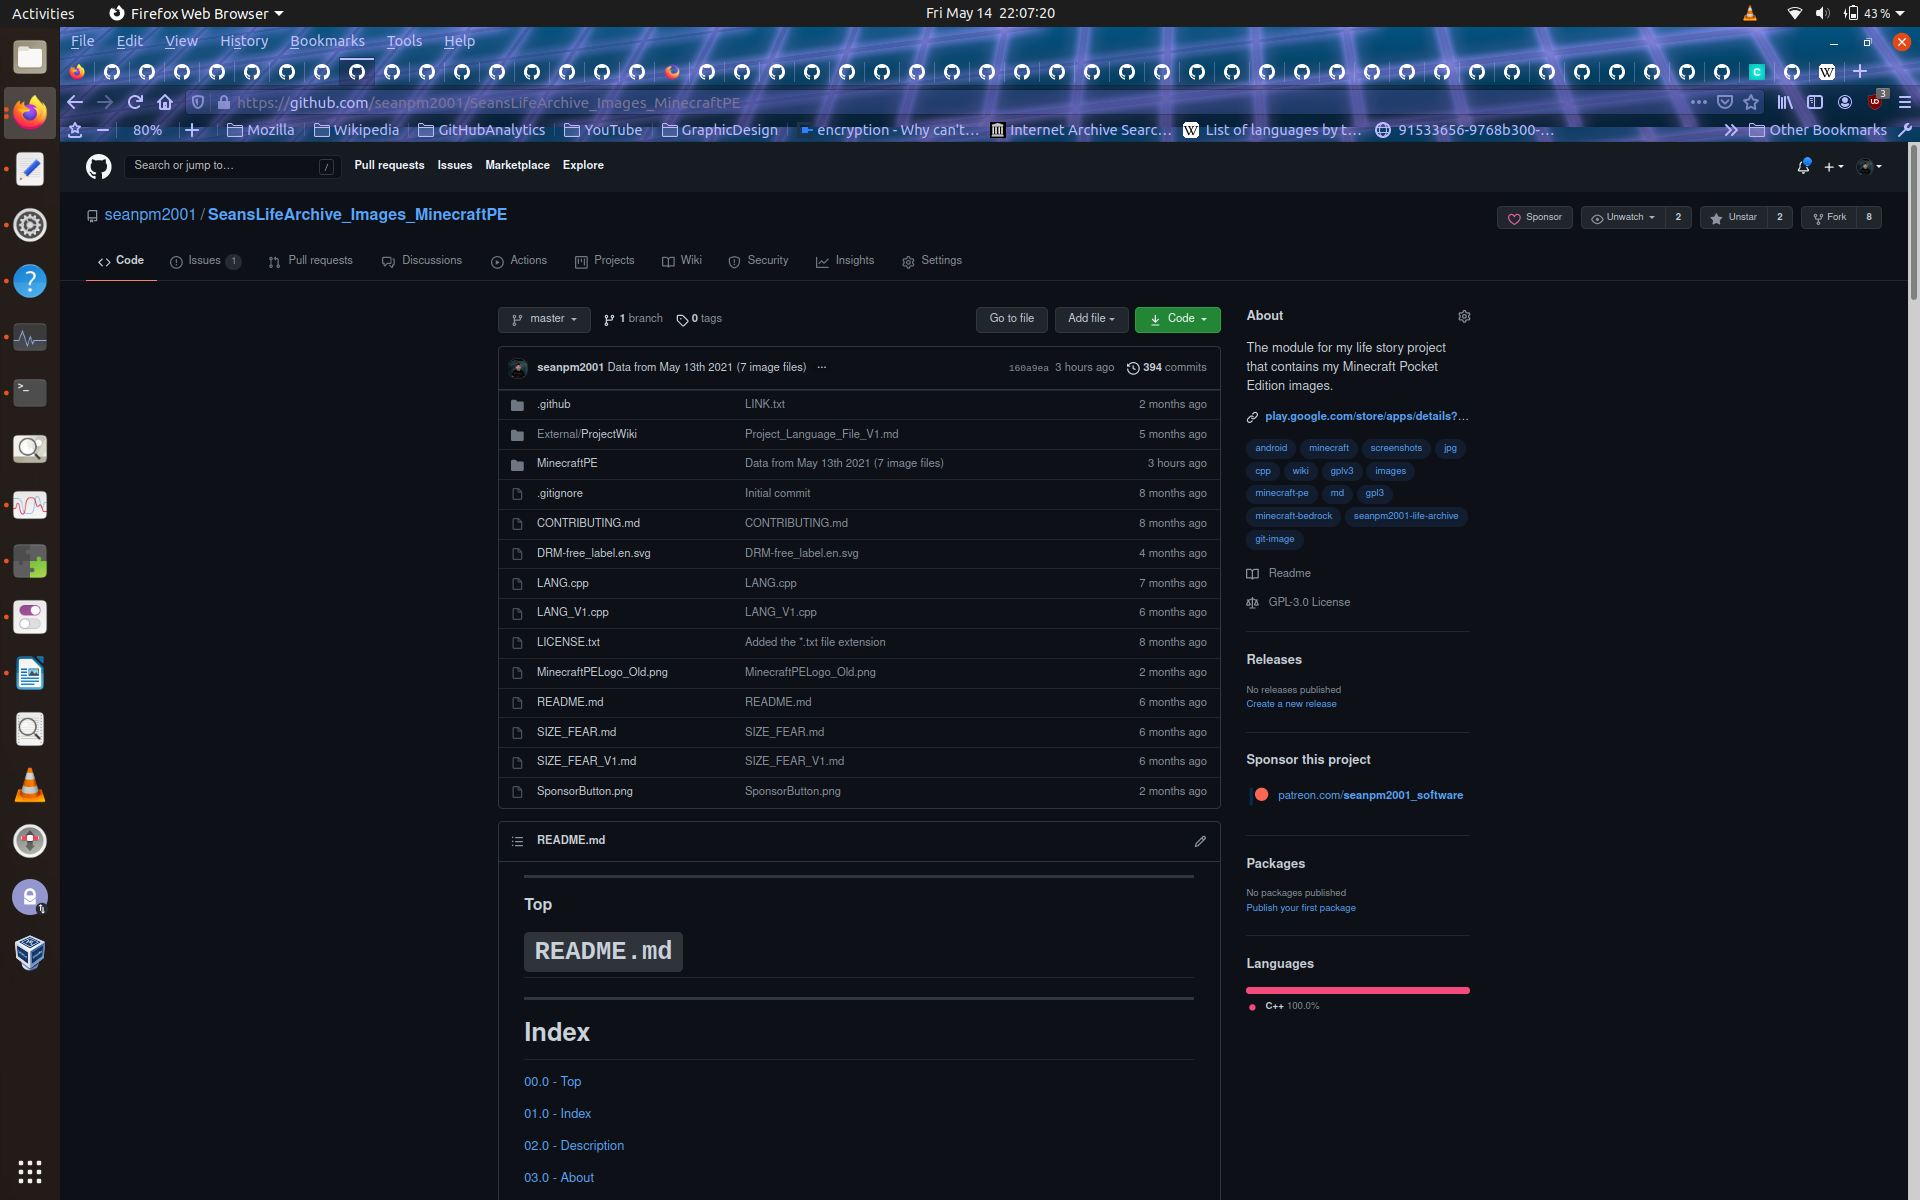 Activities
Firefox Web Browser
Fri May 14 22:07:20
43 %
File Edit View History Bookmarks Tools Help
https://github.com/seanpm2001/SeansLifeArchive_Images_MinecraftPE
3
80%
Mozilla
Wikipedia
GitHubAnalytics
YouTube
GraphicDesign
encryption - Why can't…
Internet Archive Searc…
List of languages by t…
91533656-9768b300-…
Other Bookmarks
Search or jump to…
/
Pull requests Issues Marketplace Explore
seanpm2001 / SeansLifeArchive_Images_MinecraftPE
Sponsor
Unwatch 2
Unstar 2
Fork 8
Code
Issues 1
Pull requests
Discussions
Actions
Projects
Wiki
Security
Insights
Settings
master
1 branch
0 tags
Go to file
Add file
Code
seanpm2001 Data from May 13th 2021 (7 image files) ...
160a9ea 3 hours ago 394 commits
.github LINK.txt 2 months ago
External/ProjectWiki Project_Language_File_V1.md 5 months ago
MinecraftPE Data from May 13th 2021 (7 image files) 3 hours ago
.gitignore Initial commit 8 months ago
CONTRIBUTING.md CONTRIBUTING.md 8 months ago
DRM-free_label.en.svg DRM-free_label.en.svg 4 months ago
LANG.cpp LANG.cpp 7 months ago
LANG_V1.cpp LANG_V1.cpp 6 months ago
LICENSE.txt Added the *.txt file extension 8 months ago
MinecraftPELogo_Old.png MinecraftPELogo_Old.png 2 months ago
README.md README.md 6 months ago
SIZE_FEAR.md SIZE_FEAR.md 6 months ago
SIZE_FEAR_V1.md SIZE_FEAR_V1.md 6 months ago
SponsorButton.png SponsorButton.png 2 months ago
README.md
Top
README.md
Index
00.0 - Top
01.0 - Index
02.0 - Description
03.0 - About
About
The module for my life story project
that contains my Minecraft Pocket
Edition images.
play.google.com/store/apps/details?…
android minecraft screenshots jpg
cpp wiki gplv3 images
minecraft-pe md gpl3
minecraft-bedrock seanpm2001-life-archive
git-image
Readme
GPL-3.0 License
Releases
No releases published
Create a new release
Sponsor this project
patreon.com/seanpm2001_software
Packages
No packages published
Publish your first package
Languages
C++ 100.0%